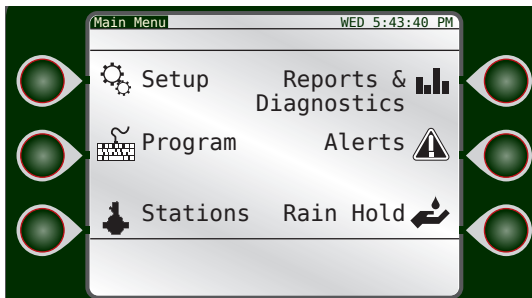 Main Menu WED 5:43:40 PM
Setup Reports &
Diagnostics
Program Alerts
Stations Rain Hold